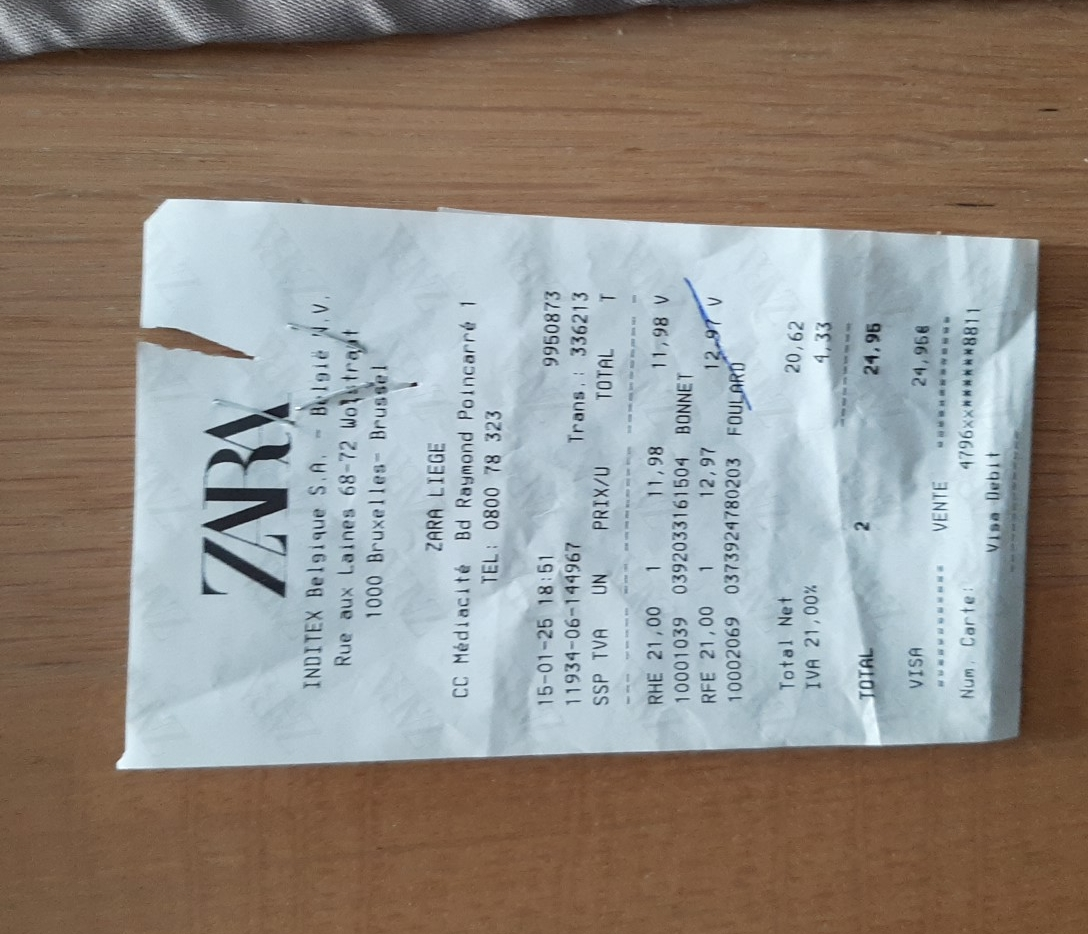 ZARA
INDITEX Belgique S.A. - België N.V.
Rue aux Laines 68-72 Wolstraat
1000 Bruxelles- Brussel
ZARA LIEGE
CC Médiacité Bd Raymond Poincarré 1
TEL: 0800 78 323
15-01-25 18:51 9950873
11934-06-144967 Trans.: 336213
SSP TVA UN PRIX/U TOTAL T
RHE 21,00 1 11,98 11,98 V
10001039 0392033161504 BONNET
RFE 21,00 1 12,97 12,97 V
10002069 0373924780203 FOULARD
Total Net 20,62
IVA 21,00% 4,33
TOTAL 2 24,95
VISA
VENTE
Num. Carte: 4796xx******8811
Visa Debit